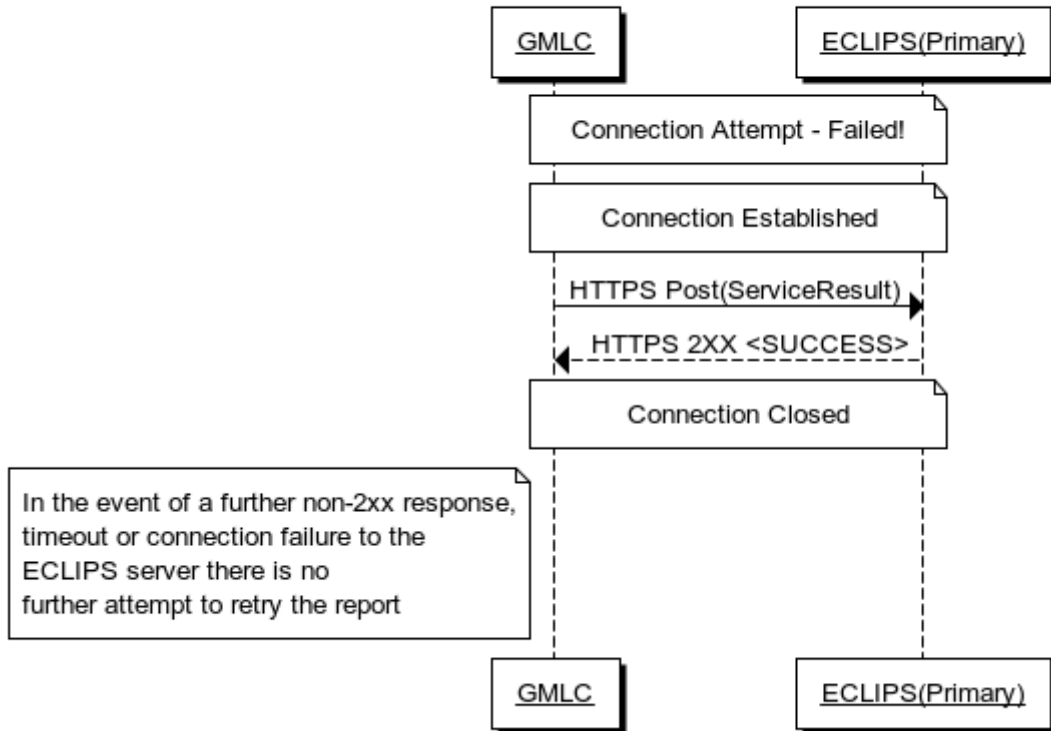 GMLC
ECLIPS(Primary)
Connection Attempt - Failed!
Connection Established
HTTPS Post(ServiceResult)
HTTPS 2XX <SUCCESS>
Connection Closed
In the event of a further non-2xx response,
timeout or connection failure to the
ECLIPS server there is no
further attempt to retry the report
GMLC
ECLIPS(Primary)